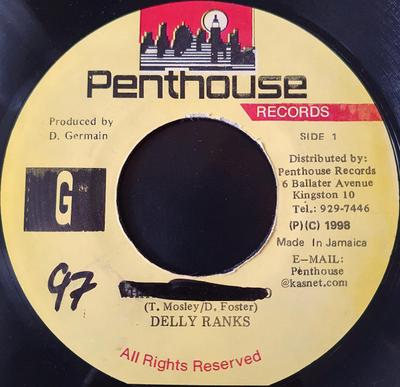 Penthouse
RECORDS
Produced by
D. Germain
SIDE 1
G
Distributed by:
Penthouse Records
6 Ballater Avenue
Kingston 10
Tel.: 929-7446
(P)(C) 1998
Made In Jamaica
E-MAIL:
Penthouse
@kasnet.com
97
(T. Mosley/D. Foster)
DELLY RANKS
All Rights Reserved